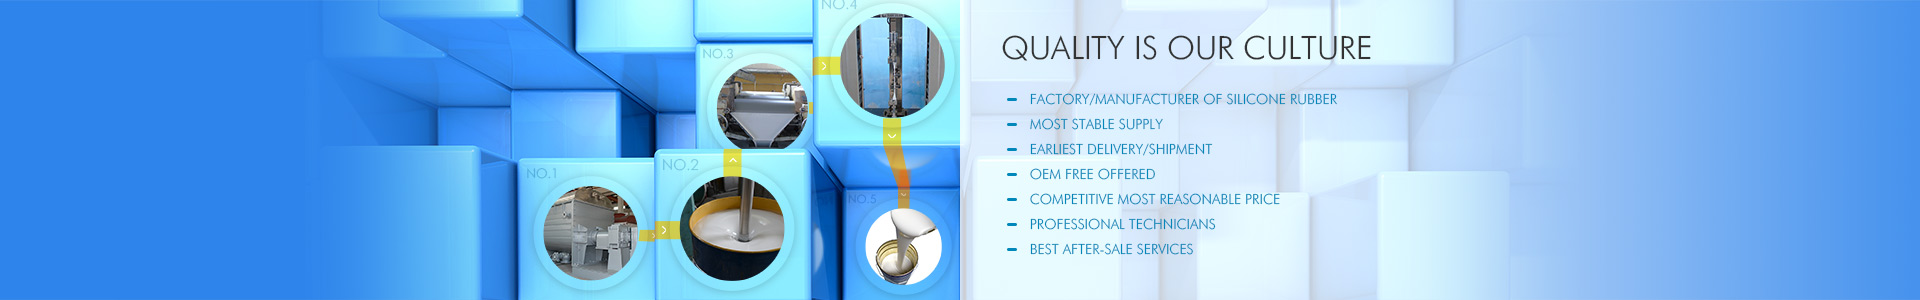 NO.4
NO.3
NO.2
NO.1
NO.5
QUALITY IS OUR CULTURE
FACTORY/MANUFACTURER OF SILICONE RUBBER
MOST STABLE SUPPLY
EARLIEST DELIVERY/SHIPMENT
OEM FREE OFFERED
COMPETITIVE MOST REASONABLE PRICE
PROFESSIONAL TECHNICIANS
BEST AFTER-SALE SERVICES